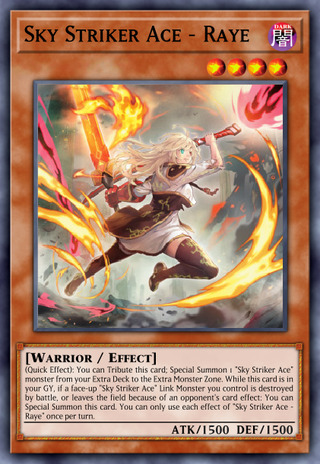 Sky Striker Ace - Raye
DARK
闇
[Warrior / Effect]
(Quick Effect): You can Tribute this card; Special Summon 1 "Sky Striker Ace"
monster from your Extra Deck to the Extra Monster Zone. While this card is in
your GY, if a face-up "Sky Striker Ace" Link Monster you control is destroyed
by battle, or leaves the field because of an opponent's card effect: You can
Special Summon this card. You can only use each effect of "Sky Striker Ace -
Raye" once per turn.
ATK/1500 DEF/1500